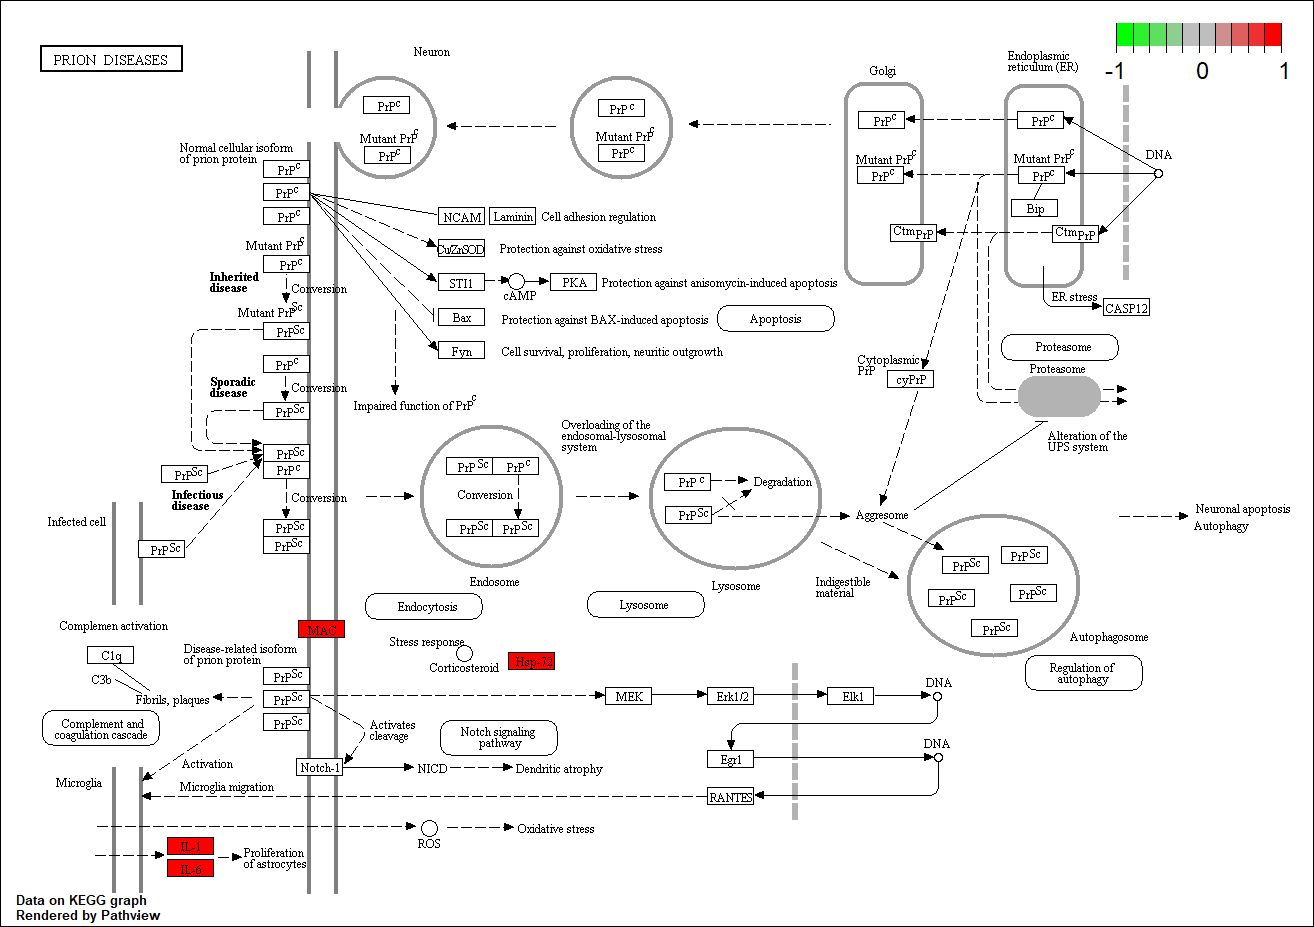 PRION DISEASES
Neuron
-1 0 1
Golgi
Endoplasmic
reticulum (ER)
PrPC
Mutant PrPC
PrPC
PrPC
Mutant PrPC
PrPC
PrPC
Mutant PrPC
PrPC
PrPC
Mutant PrPC
PrPC
Bip
CtmPrP
CtmPrP
DNA
ER stress
CASP12
Normal cellular isoform
of prion protein
PrPC
PrPC
PrPC
Mutant PrPC
PrPC
Inherited
disease
Conversion
Mutant PrPSc
PrPSc
PrPC
Sporadic
disease
Conversion
PrPSc
PrPSc
PrPC
PrPSc
Infectious
disease
Conversion
PrPSc
PrPSc
Infected cell
PrPSc
NCAM
Laminin
Cell adhesion regulation
Cu/ZnSOD
Protection against oxidative stress
STI1
cAMP
PKA
Protection against anisomycin-induced apoptosis
Bax
Protection against BAX-induced apoptosis
Apoptosis
Fyn
Cell survival, proliferation, neuritic outgrowth
Impaired function of PrPC
Proteasome
Proteasome
Cytoplasmic
PrP
cyPrP
Alteration of the
UPS system
Overloading of the
endosomal-lysosomal
system
PrPSc
PrPC
Conversion
PrPSc
PrPSc
Endosome
Endocytosis
PrPC
Degradation
PrPSc
Lysosome
Lysosome
Aggresome
Indigestible
material
PrPSc
PrPSc
PrPSc
PrPSc
PrPSc
Autophagosome
Regulation of
autophagy
Neuronal apoptosis
Autophagy
Complemen activation
MAC
C1q
C3b
Fibrils, plaques
Complement and
coagulation cascade
Disease-related isoform
of prion protein
PrPSc
PrPSc
PrPSc
Stress response
Corticosteroid
Hsp-72
MEK
Erk1/2
Elk1
DNA
Egr1
DNA
RANTES
Activates
cleavage
Notch signaling
pathway
Notch-1
NICD
Dendritic atrophy
Activation
Microglia
Microglia migration
ROS
Oxidative stress
IL-1
IL-6
Proliferation
of astrocytes
Data on KEGG graph
Rendered by Pathview